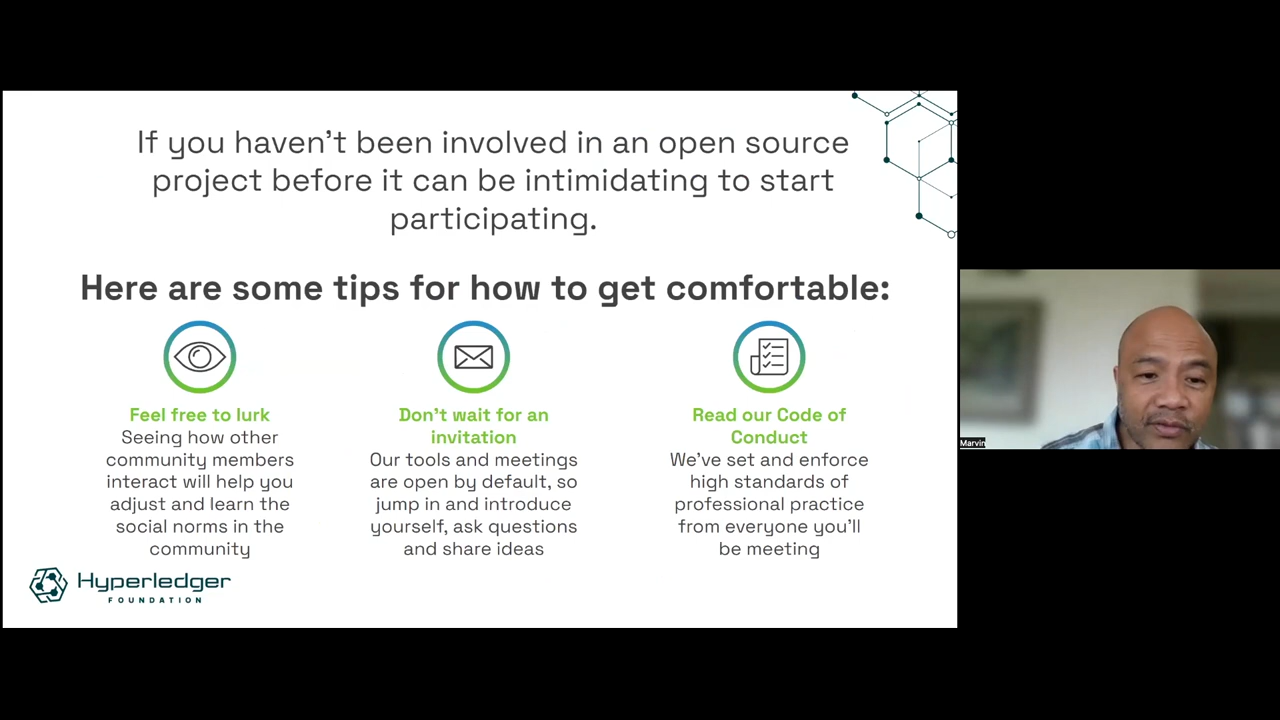 If you haven't been involved in an open source
project before it can be intimidating to start
participating.
Here are some tips for how to get comfortable:
Feel free to lurk
Seeing how other
community members
interact will help you
adjust and learn the
social norms in the
community
Don't wait for an
invitation
Our tools and meetings
are open by default, so
jump in and introduce
yourself, ask questions
and share ideas
Read our Code of
Conduct
We've set and enforce
high standards of
professional practice
from everyone you'll
be meeting
Hyperledger
FOUNDATION
Marvin